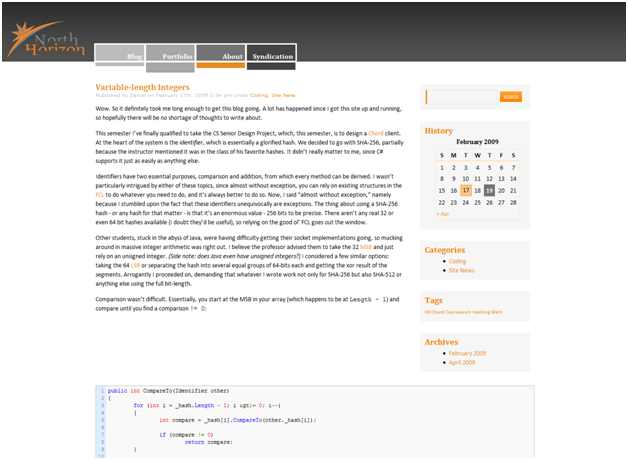 North
Horizon
Blog
Portfolio
About
Syndication
Variable-length Integers
Published by Daniel on February 17th, 2009 2:34 pm under Coding, Site News.
Wow. So it definitely took me long enough to get this blog going. A lot has happened since I got this site up and running,
so hopefully there will be no shortage of thoughts to write about.
This semester I've finally qualified to take the CS Senior Design Project, which, this semester, is to design a Chord client.
At the heart of the system is the identifier, which is essentially a glorified hash. We decided to go with SHA-256, partially
because the instructor mentioned it was in the class of his favorite hashes. It didn't really matter to me, since C#
supports it just as easily as anything else.
Identifiers have two essential purposes, comparison and addition, from which every method can be derived. I wasn't
particularly intrigued by either of these topics, since almost without exception, you can rely on existing structures in the
FCL to do whatever you need to do, and it's always better to do so. Now, I said "almost without exception," namely
because I stumbled upon the fact that these identifiers unequivocally are exceptions. The thing about using a SHA-256
hash - or any hash for that matter - is that it's an enormous value - 256 bits to be precise. There aren't any real 32 or
even 64 bit hashes available (I doubt they'd be useful), so relying on the good ol' FCL goes out the window.
Other students, stuck in the abyss of Java, were having difficulty getting their socket implementations going, so mucking
around in massive integer arithmetic was right out. I believe the professor advised them to take the 32 MSB and just
rely on an unsigned integer. (Side note: does Java even have unsigned integers?) I considered a few similar options:
taking the 64 LSB or separating the hash into several equal groups of 64-bits each and getting the xor result of the
segments. Arrogantly I proceeded on, demanding that whatever I wrote work not only for SHA-256 but also SHA-512 or
anything else using the full bit-length.
Comparison wasn't difficult. Essentially, you start at the MSB in your array (which happens to be at Length - 1) and
compare until you find a comparison != 0:
1 public int CompareTo(Identifier other)
2 {
3 for (int i = _hash.Length - 1; i &gt;= 0; i--)
4 {
5 int compare = _hash[i].CompareTo(other._hash[i]);
6
7 if (compare != 0)
8 return compare;
9 }
10
History
February 2009
S M T W T F S
1 2 3 4 5 6 7
8 9 10 11 12 13 14
15 16 17 18 19 20 21
22 23 24 25 26 27 28
« Apr
Categories
Coding
Site News
Tags
C# Chord Coursework Hashing Math
Archives
February 2009
April 2008